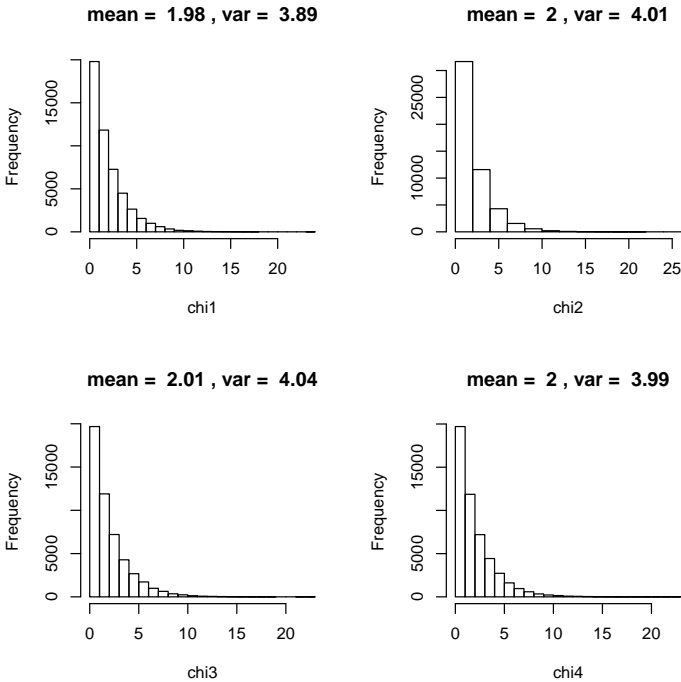 mean = 1.98 , var = 3.89
Frequency
0 5000 15000
0 5 10 15 20
chi1
mean = 2 , var = 4.01
Frequency
0 10000 25000
0 5 10 15 20 25
chi2
mean = 2.01 , var = 4.04
Frequency
0 5000 15000
0 5 10 15 20
chi3
mean = 2 , var = 3.99
Frequency
0 5000 15000
0 5 10 15 20
chi4